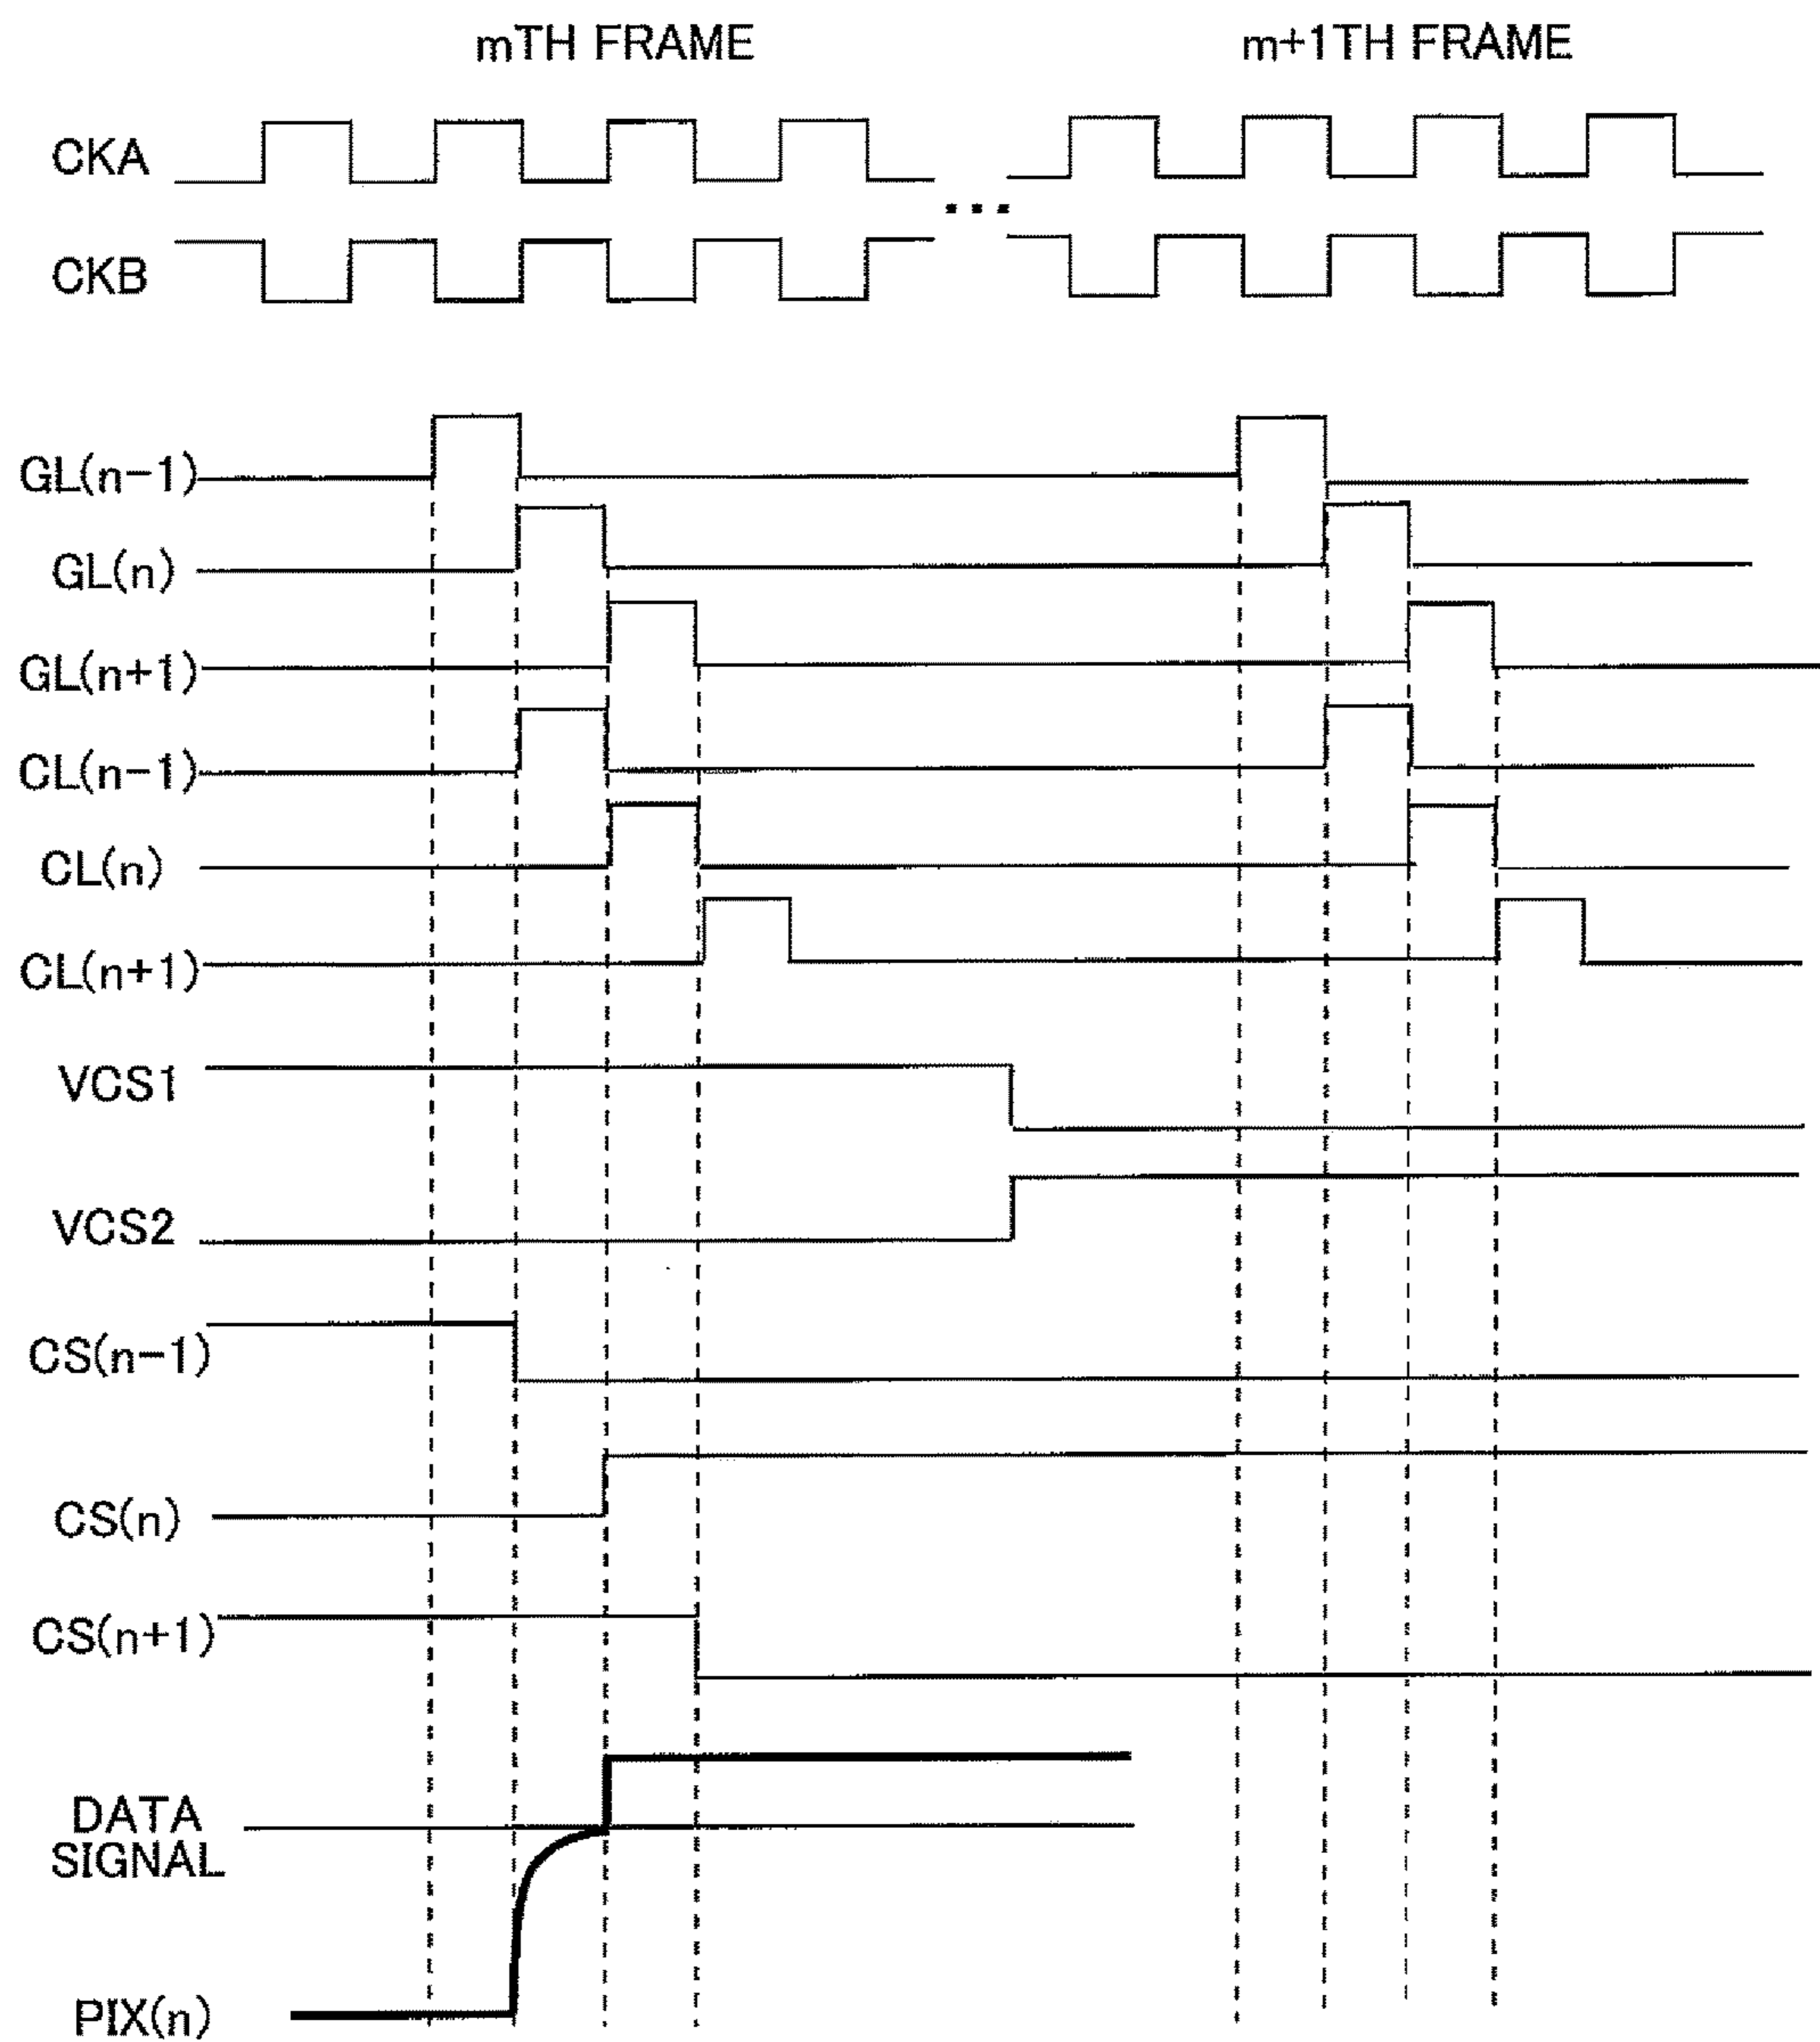 mTH FRAME
m+1TH FRAME
CKA
...
CKB
GL(n-1)
GL(n)
GL(n+1)
CL(n-1)
CL(n)
CL(n+1)
VCS1
VCS2
CS(n-1)
CS(n)
CS(n+1)
DATA
SIGNAL
PIX(n)